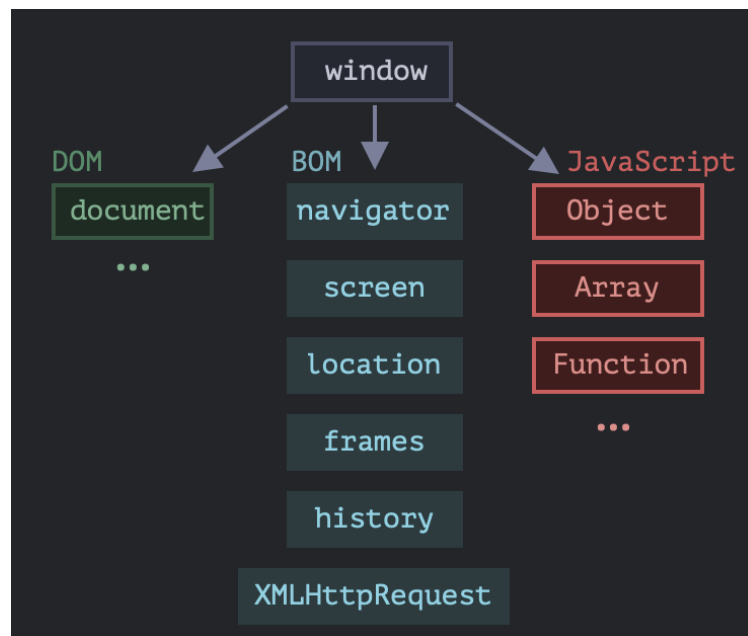 window
DOM
document
...
BOM
navigator
screen
location
frames
history
XMLHttpRequest
JavaScript
Object
Array
Function
...